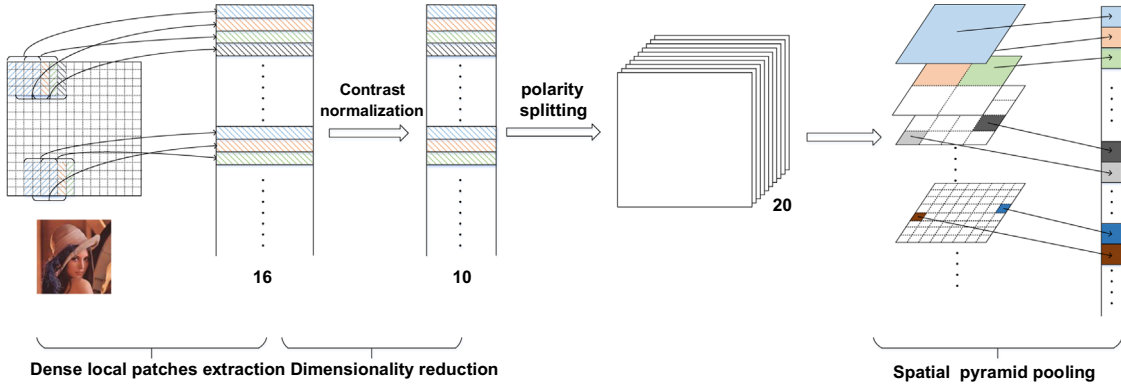 Contrast
normalization
polarity
splitting
16
10
20
Dense local patches extraction
Dimensionality reduction
Spatial pyramid pooling